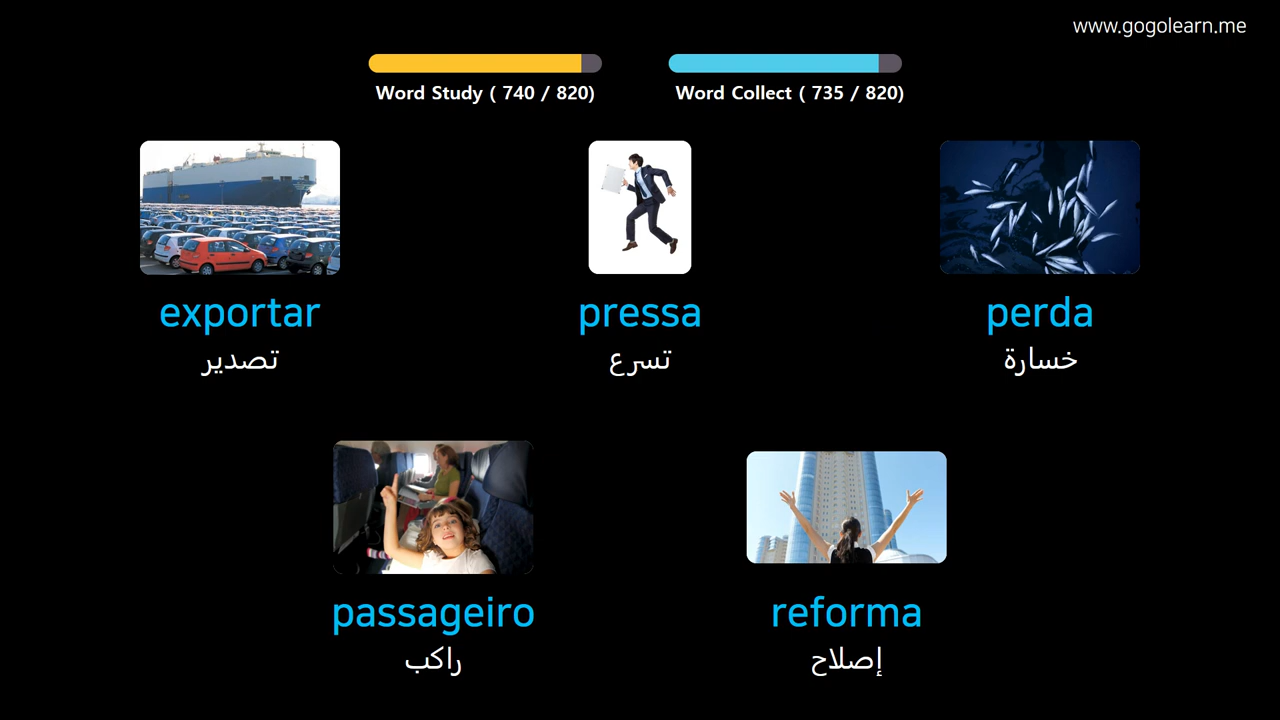 www.gogolearn.me
Word Study ( 740 / 820)
Word Collect ( 735 / 820)
exportar
تصدير
pressa
تسرع
perda
خسارة
passageiro
راكب
reforma
إصلاح